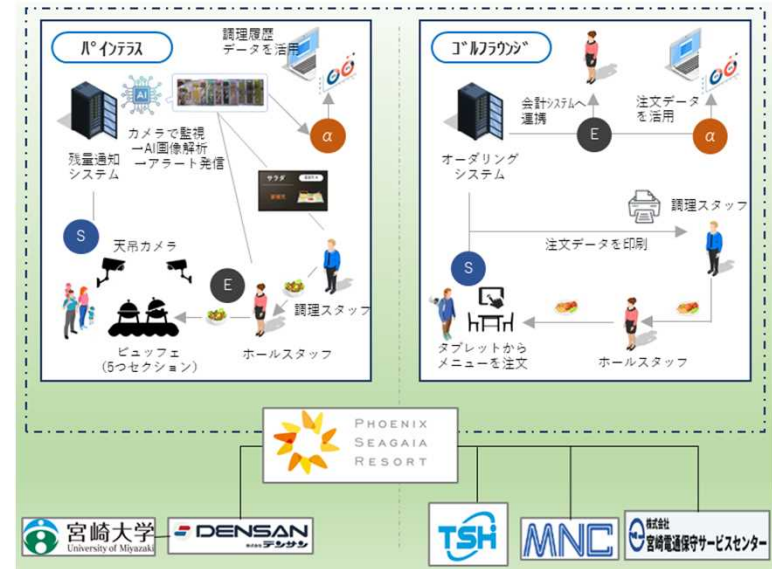 ﾊﾟｲﾝﾃﾗｽ
調理履歴
データを活用
AI
カメラで監視
→AI画像解析
→アラート発信
α
残量通知
システム
サラダ
S
天吊カメラ
E
調理スタッフ
ビュッフェ
(5つセクション)
ホールスタッフ
ｺﾞﾙﾌﾗｳﾝｼﾞ
会計ｼｽﾃﾑへ
連携
注文データ
を活用
E
α
オーダリング
システム
調理スタッフ
注文データを印刷
S
タブレットから
メニューを注文
ホールスタッフ
PHOENIX
SEAGAIA
RESORT
宮崎大学
University of Miyazaki
DENSAN
株式会社デンサン
TSH
MNC
株式会社
宮崎電通保守サービスセンター